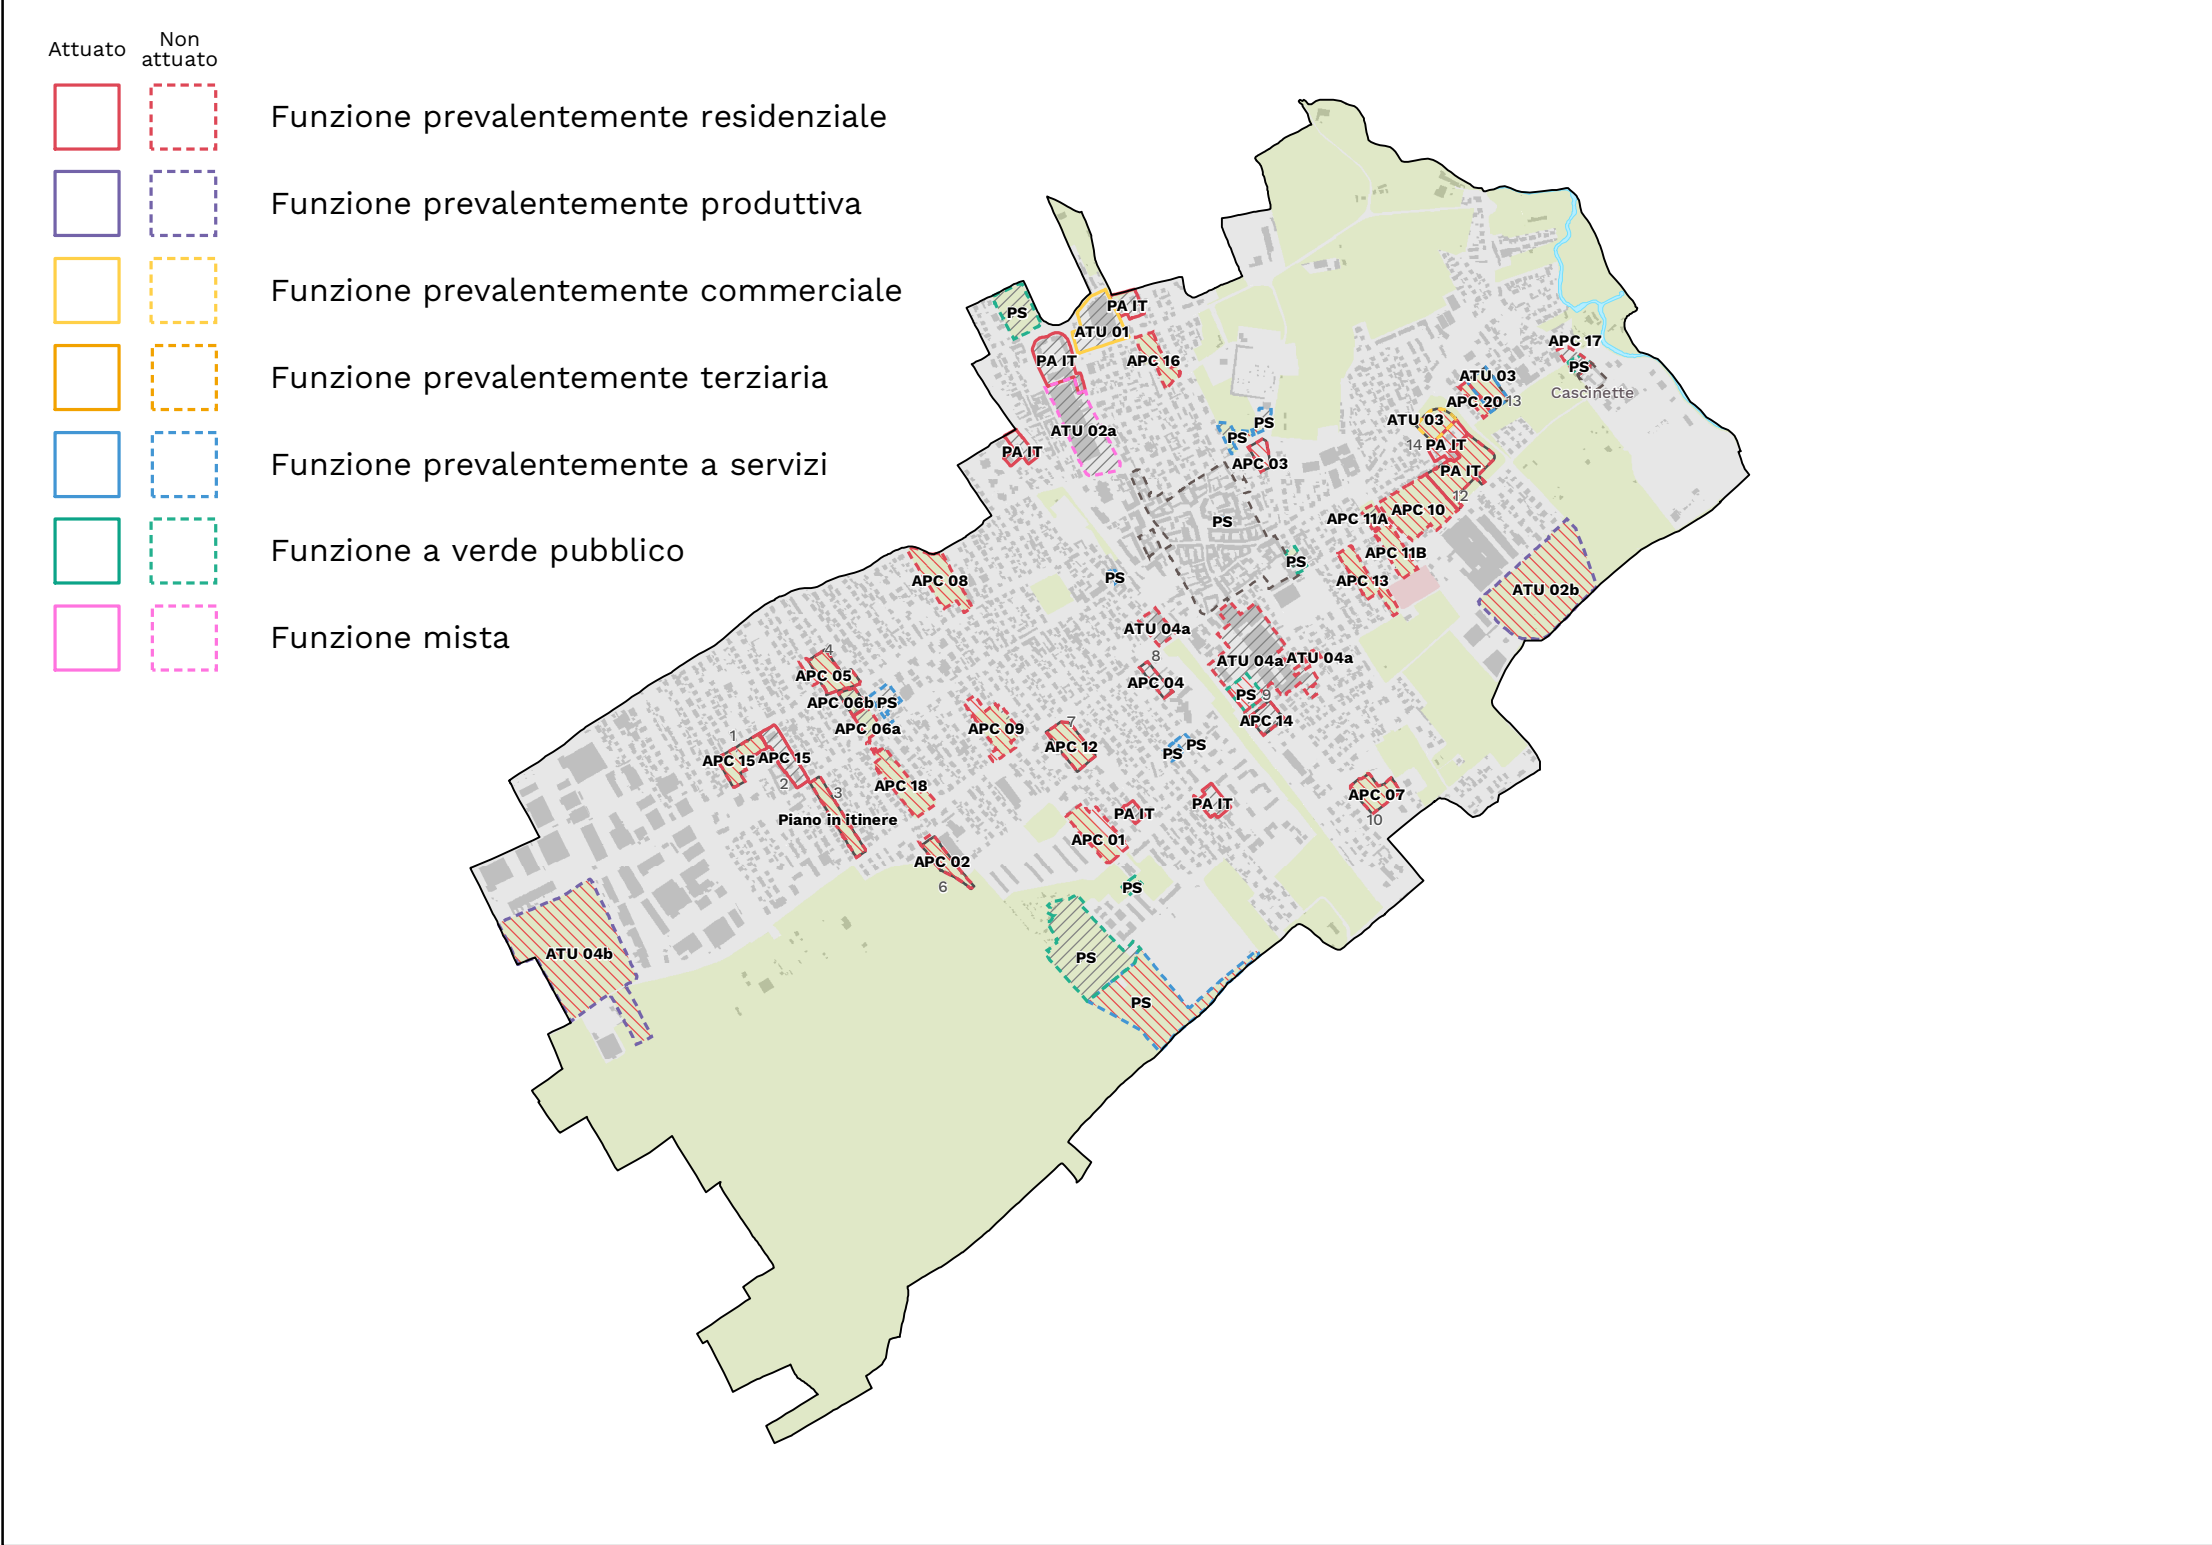 Attuato
Non
attuato
Funzione prevalentemente residenziale
Funzione prevalentemente produttiva
Funzione prevalentemente commerciale
Funzione prevalentemente terziaria
Funzione prevalentemente a servizi
Funzione a verde pubblico
Funzione mista
PS
PA IT
ATU 01
PA IT
APC 16
APC 17
PS
Cascinette
ATU 03
APC 20
13
ATU 03
14
PA IT
PA IT
12
ATU 02a
PA IT
PS
PS
APC 03
APC 10
APC 11A
PS
APC 11B
PS
APC 13
ATU 02b
PS
APC 08
ATU 04a
8
ATU 04a
ATU 04a
APC 04
PS
9
APC 14
4
APC 05
APC 06b
PS
APC 06a
APC 09
7
APC 12
PS
PS
1
APC 15
APC 15
2
3
APC 18
Piano in itinere
PA IT
PA IT
APC 07
10
APC 01
APC 02
6
PS
ATU 04b
PS
PS